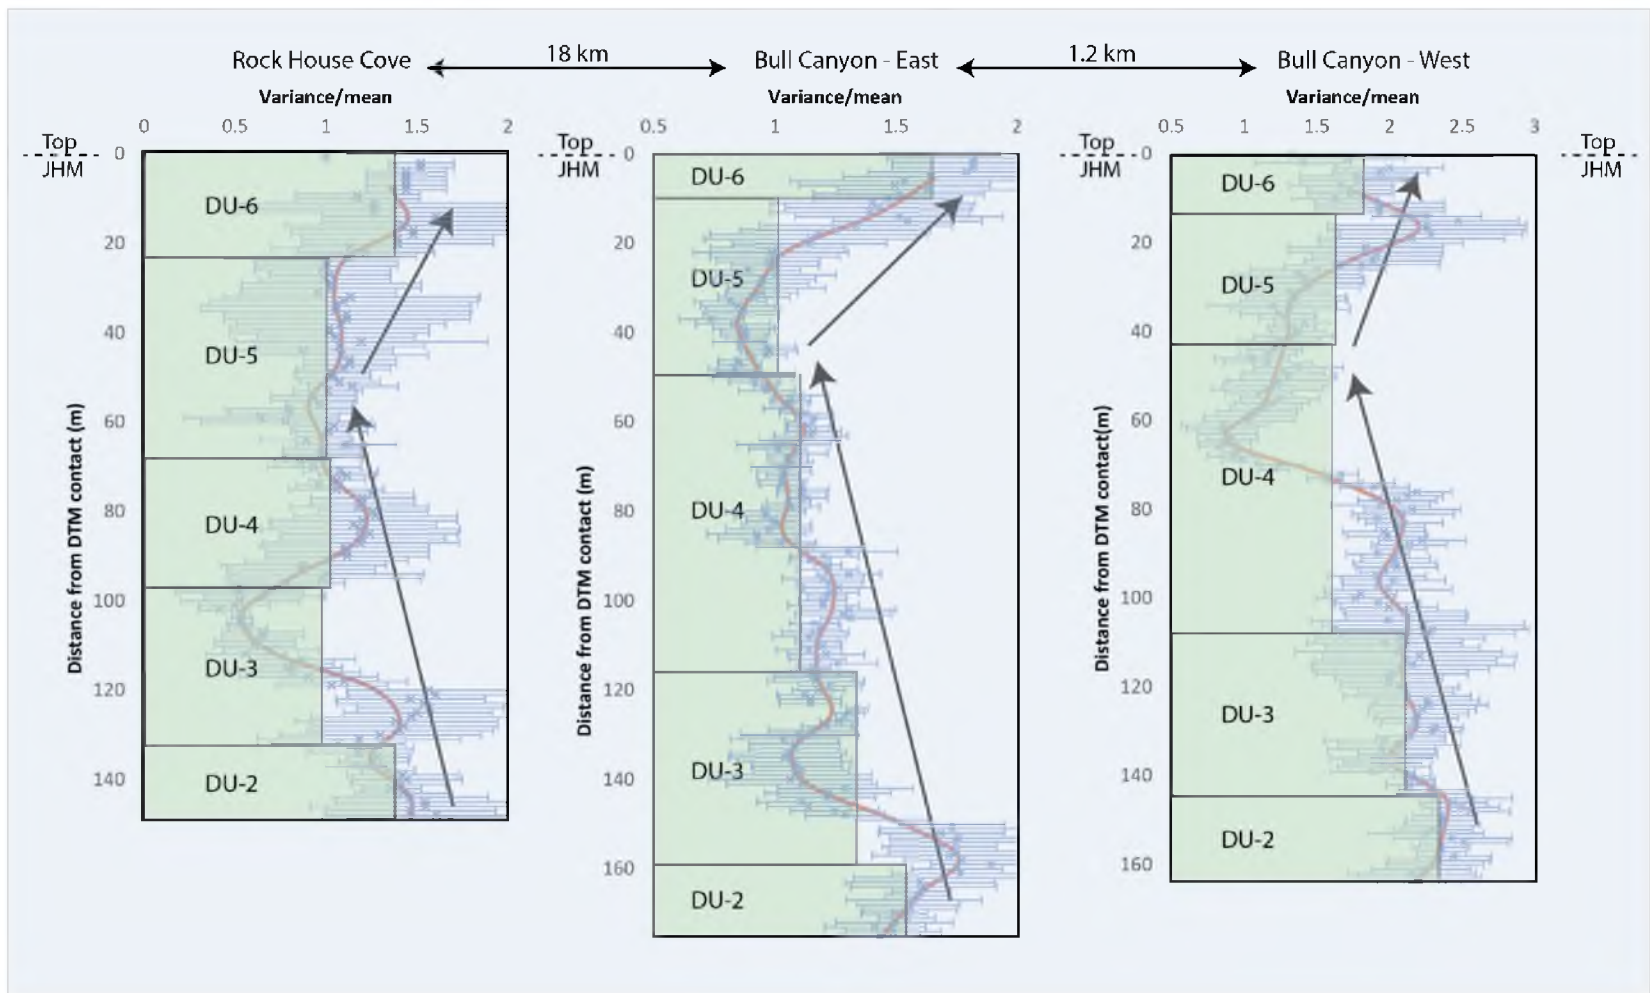 Rock House Cove 18 km Bull Canyon - East 1.2 km Bull Canyon - West
Variance/mean Variance/mean Variance/mean
0 0.5 1 1.5 2 0.5 1 1.5 2 0.5 1 1.5 2 2.5 3
Top Top Top Top
JHM JHM JHM JHM
0 0 0
20 20 20
40 40 40
60 60 60
80 80 80
100 100 100
120 120 120
140 140 140
160 160
Distance from DTM contact (m)
DU-6
DU-5
DU-4
DU-3
DU-2
Distance from DTM contact (m)
DU-6
DU-5
DU-4
DU-3
DU-2
Distance from DTM contact(m)
DU-6
DU-5
DU-4
DU-3
DU-2